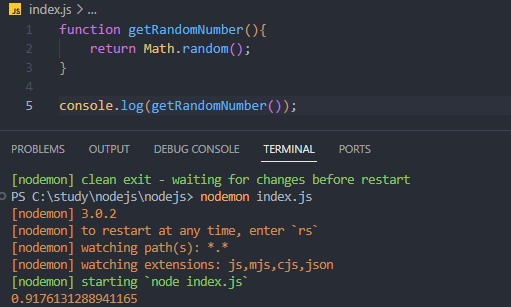 JS index.js > ...
1 function getRandomNumber(){
2     return Math.random();
3 }
4
5 console.log(getRandomNumber());
PROBLEMS OUTPUT DEBUG CONSOLE TERMINAL PORTS
[nodemon] clean exit - waiting for changes before restart
PS C:\study\nodejs\nodejs> nodemon index.js
[nodemon] 3.0.2
[nodemon] to restart at any time, enter `rs`
[nodemon] watching path(s): *.*
[nodemon] watching extensions: js,mjs,cjs,json
[nodemon] starting `node index.js`
0.9176131288941165